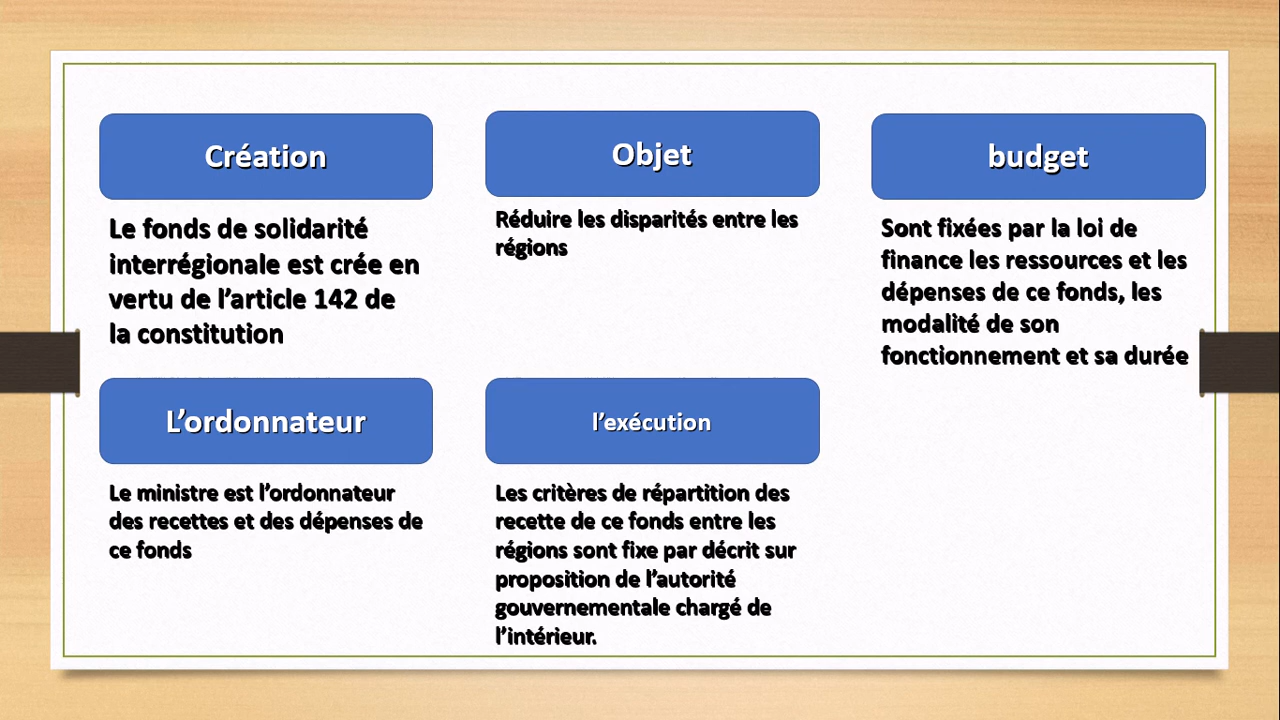 Création
Le fonds de solidarité
interrégionale est crée en
vertu de l’article 142 de
la constitution
Objet
Réduire les disparités entre les
régions
budget
Sont fixées par la loi de
finance les ressources et les
dépenses de ce fonds, les
modalité de son
fonctionnement et sa durée
L’ordonnateur
Le ministre est l’ordonnateur
des recettes et des dépenses de
ce fonds
l’exécution
Les critères de répartition des
recette de ce fonds entre les
régions sont fixe par décrit sur
proposition de l’autorité
gouvernementale chargé de
l’intérieur.